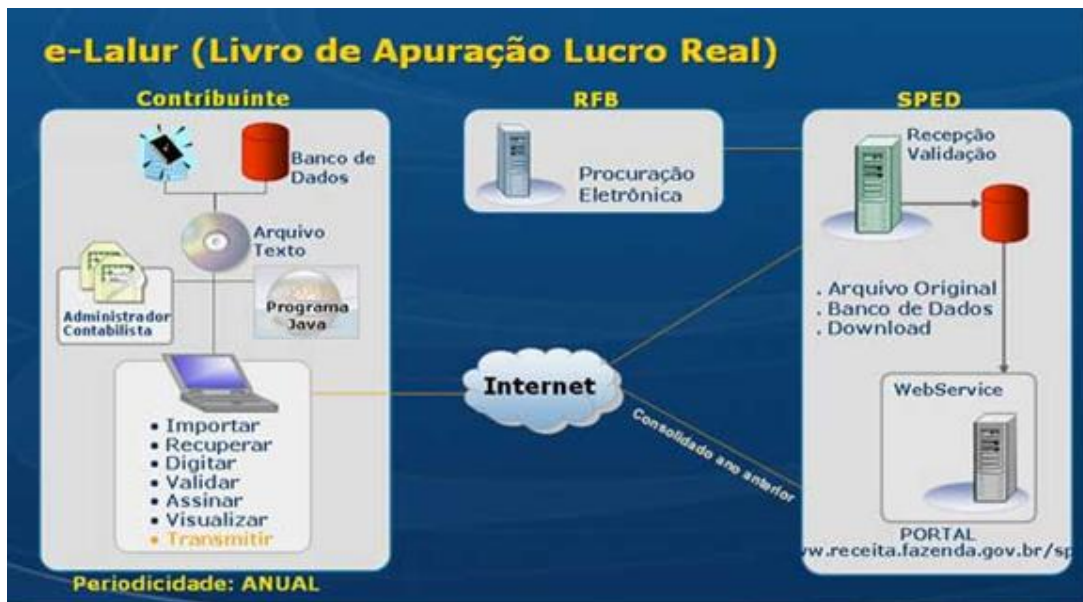 e-Lalur (Livro de Apuração Lucro Real)
Contribuinte
Banco de
Dados
Arquivo
Texto
Administrador
Contabilista
Programa
Java
• Importar
• Recuperar
• Digitar
• Validar
• Assinar
• Visualizar
• Transmitir
Periodicidade: ANUAL
RFB
Procuração
Eletrônica
Internet
Consolidado ano anterior
SPED
Recepção
Validação
. Arquivo Original
. Banco de Dados
. Download
WebService
PORTAL
w.receita.fazenda.gov.br/sp